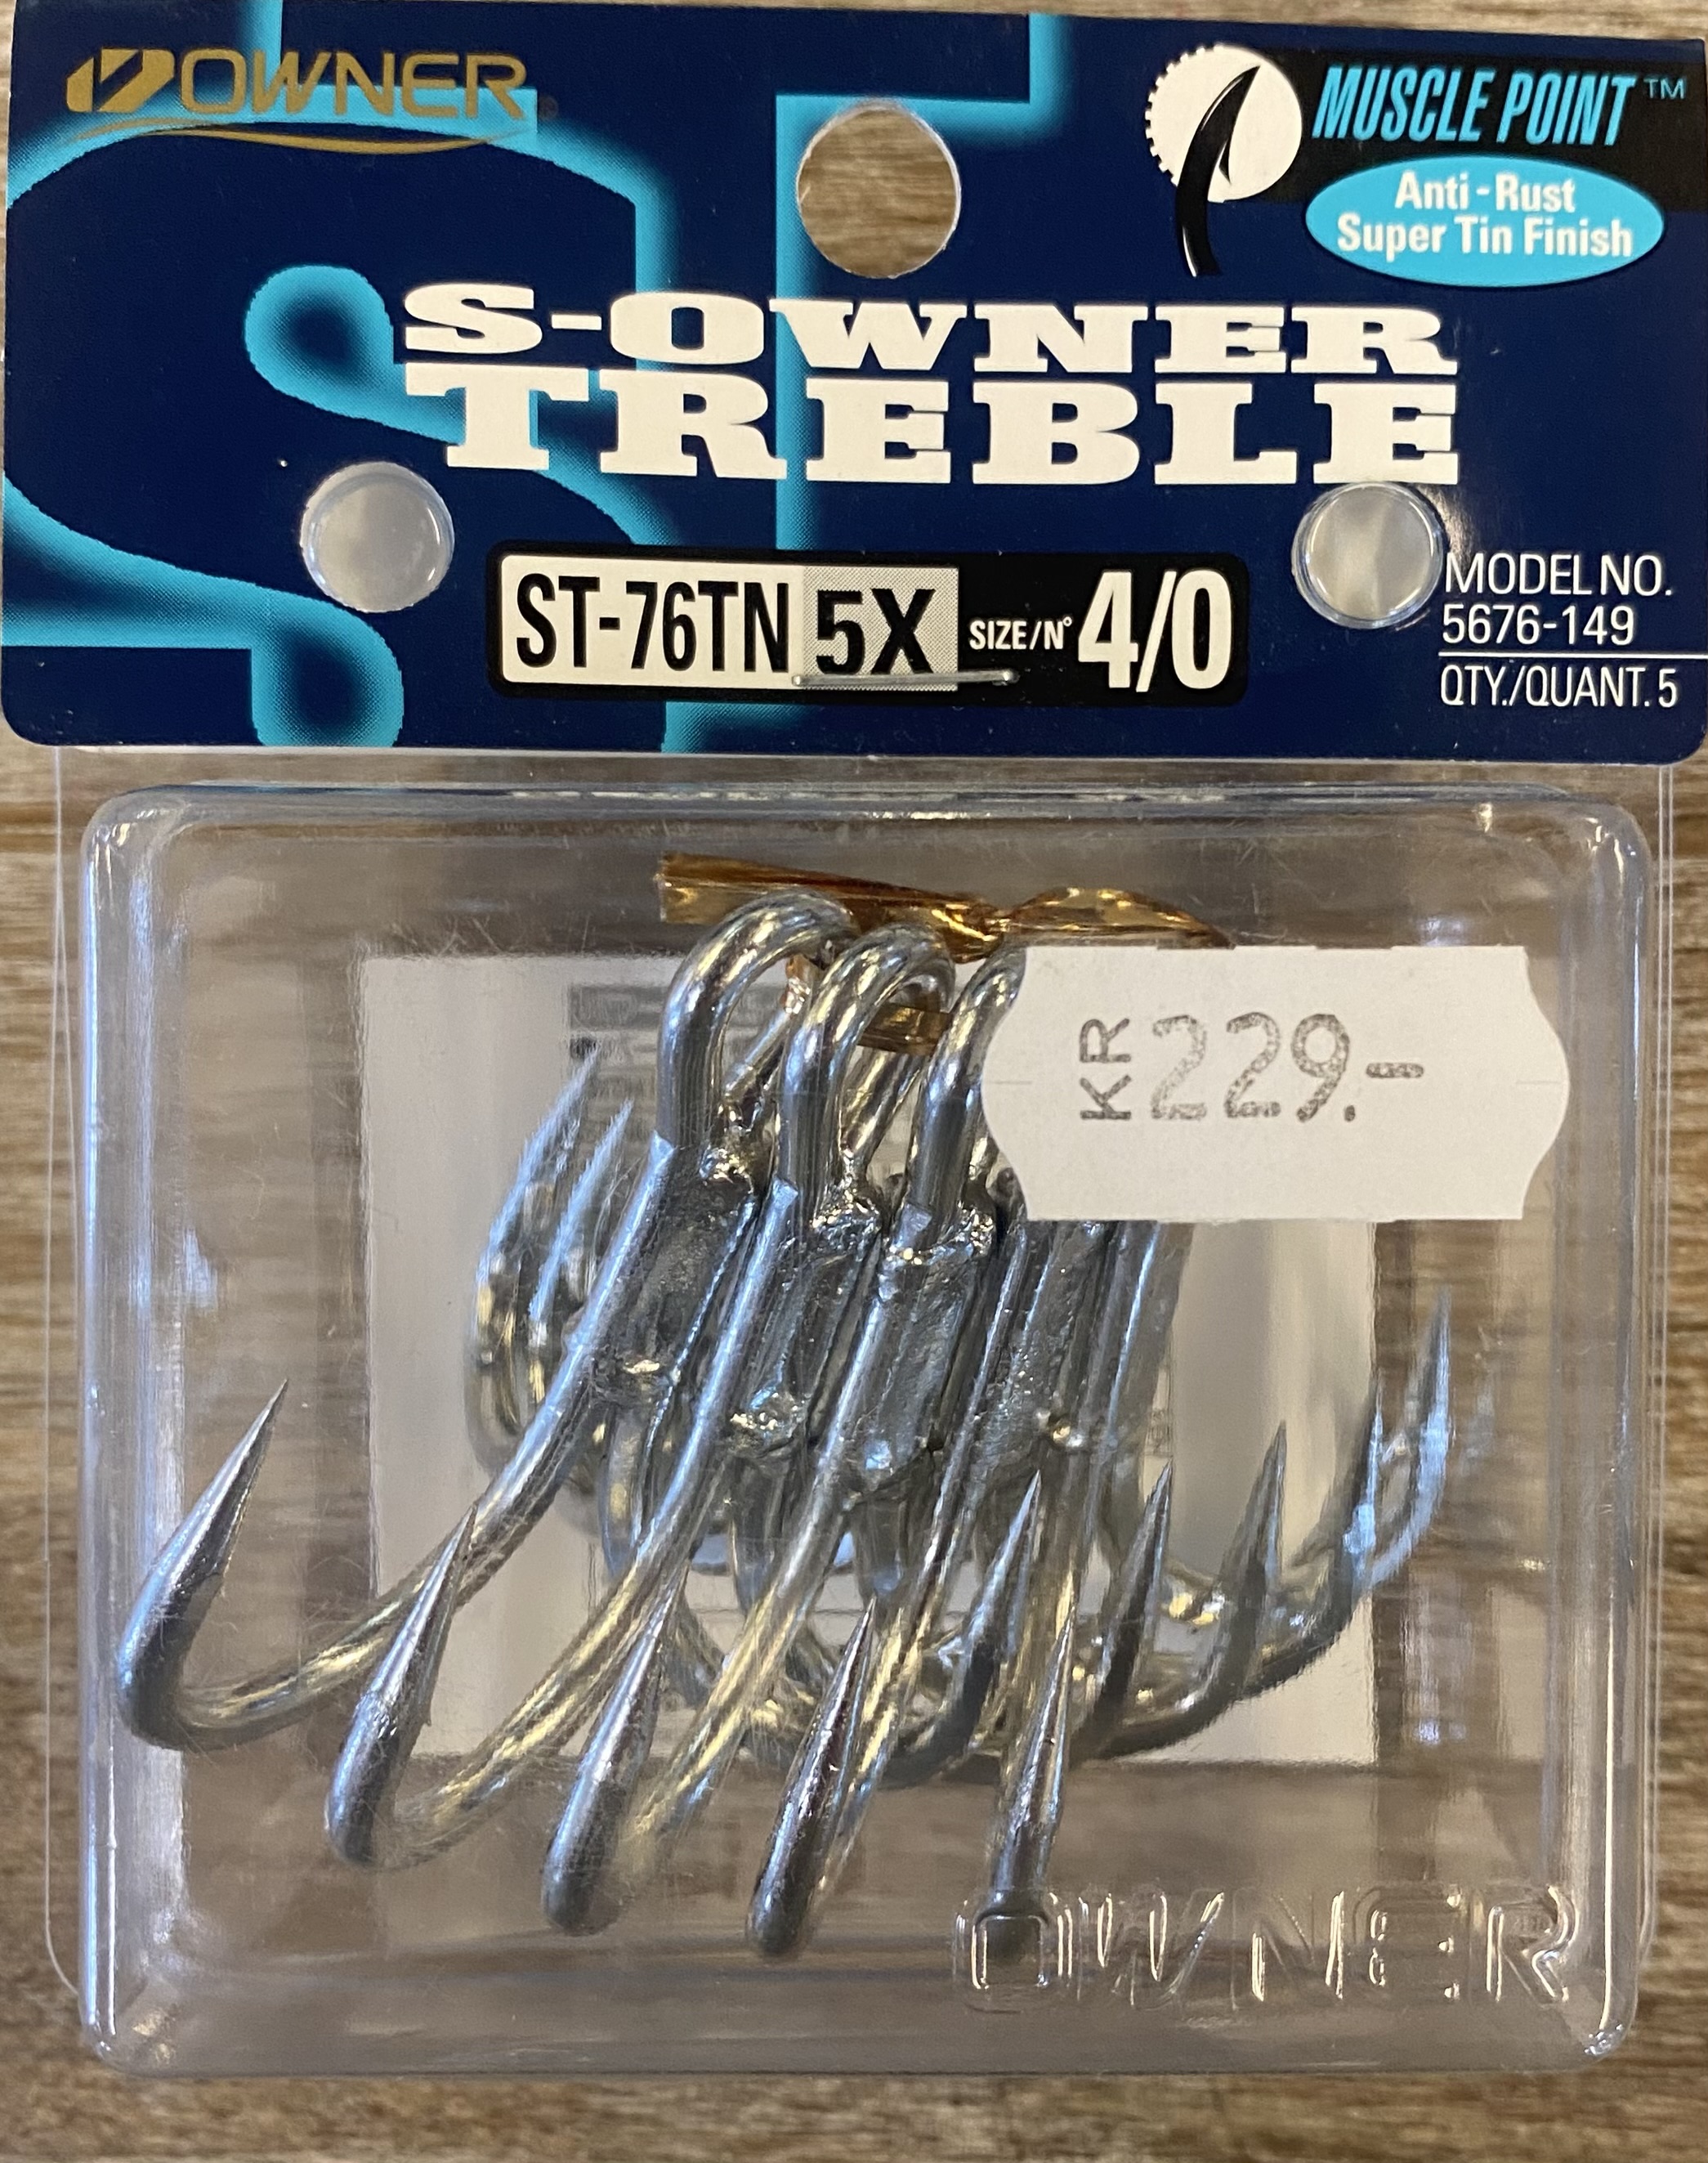 OWNER
MUSCLE POINT™
Anti-Rust
Super Tin Finish
S-OWNER
TREBLE
ST-76TN 5X SIZE/N° 4/0
MODEL NO.
5676-149
QTY./QUANT. 5
KR 229.-
OWNER